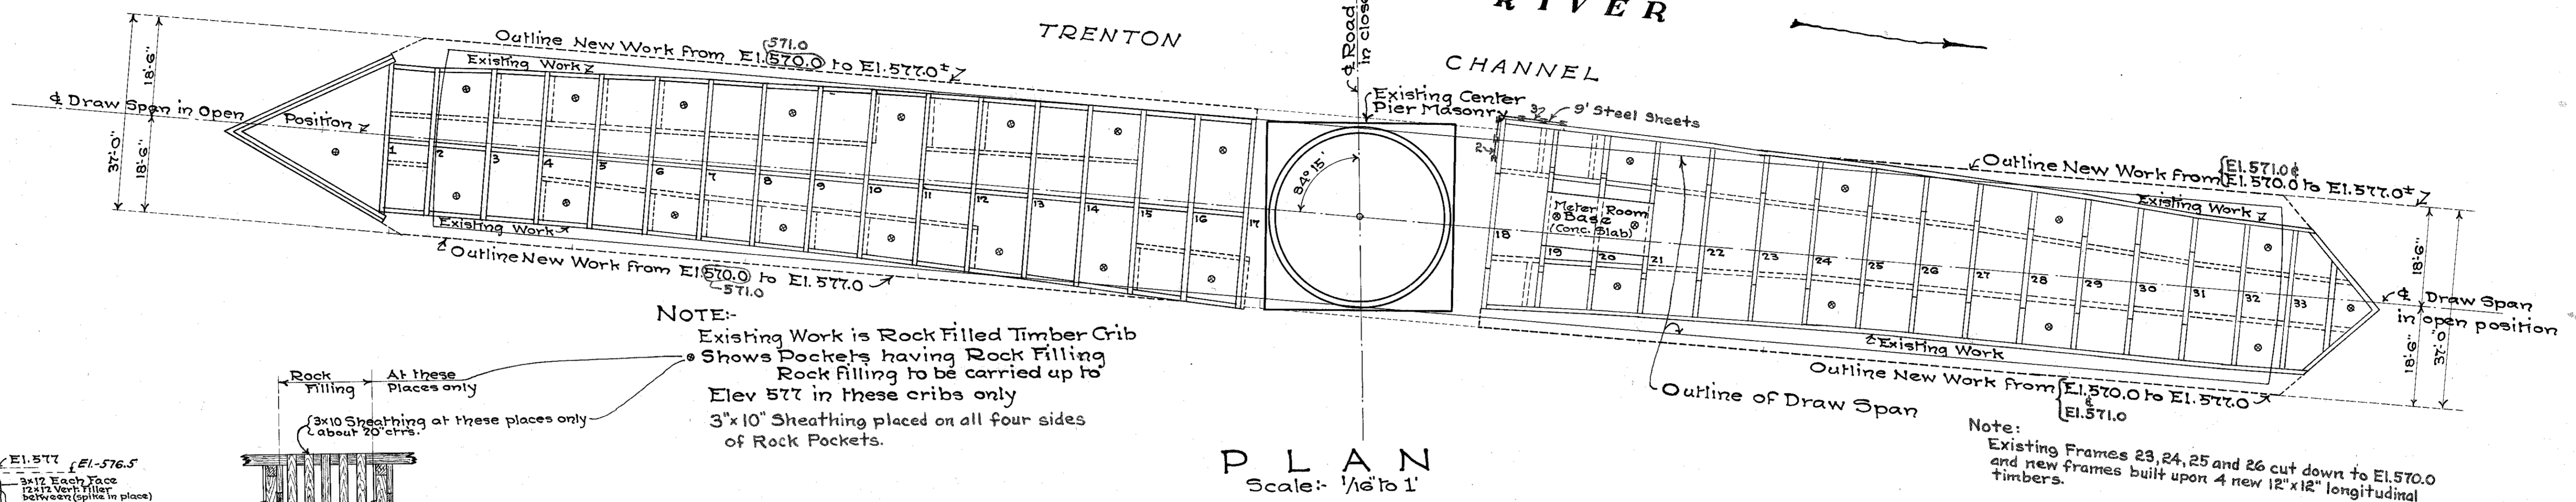 RIVER
TRENTON
CHANNEL
℄ Road
in close
37'-0"
18'-6"
18'-6"
℄ Draw Span in Open
Position
Outline New Work from El. 570.0 to El. 577.0±
571.0
Existing Work
Existing Work
Outline New Work from El. 570.0 to El. 577.0
571.0
1 2 3 4 5 6 7 8 9 10 11 12 13 14 15 16 17
Existing Center
Pier Masonry
84° 15'
9' Steel Sheets
18 19 20 21 22 23 24 25 26 27 28 29 30 31 32 33
Meter Room
Base
(Conc. Slab)
Outline New Work from
El. 571.0 &
El. 570.0 to El. 577.0±
Existing Work
Existing Work
Outline New Work from
El. 570.0 to El. 577.0
&
El. 571.0
18'-6"
18'-6"
37'-0"
℄ Draw Span
in open position
Outline of Draw Span
NOTE:-
Existing Work is Rock Filled Timber Crib
⊗ Shows Pockets having Rock Filling
Rock filling to be carried up to
Elev 577 in these cribs only
3"x10" Sheathing placed on all four sides
of Rock Pockets.
Rock
Filling
At these
Places only
3x10 Sheathing at these places only
about 20" ctrs.
El. 577
El.-576.5
3x12 Each Face
12x12 Vert. Filler
between (spike in place)
PLAN
Scale:- 1/16" to 1'
Note:
Existing Frames 23, 24, 25 and 26 cut down to El. 570.0
and new frames built upon 4 new 12"x12" longitudinal
timbers.